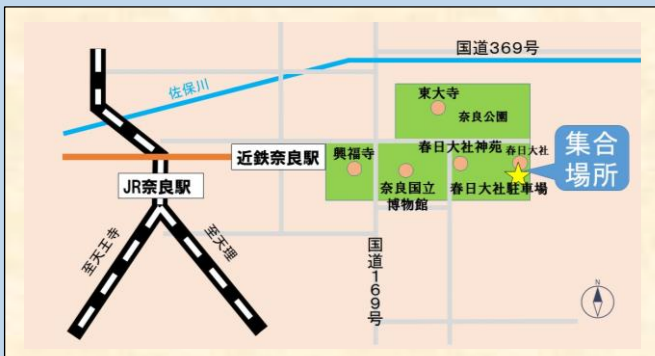 国道369号
佐保川
東大寺
奈良公園
近鉄奈良駅
興福寺
春日大社神苑
春日大社
集合
場所
JR奈良駅
奈良国立
博物館
春日大社駐車場
至天王寺
至天理
国道169号
N